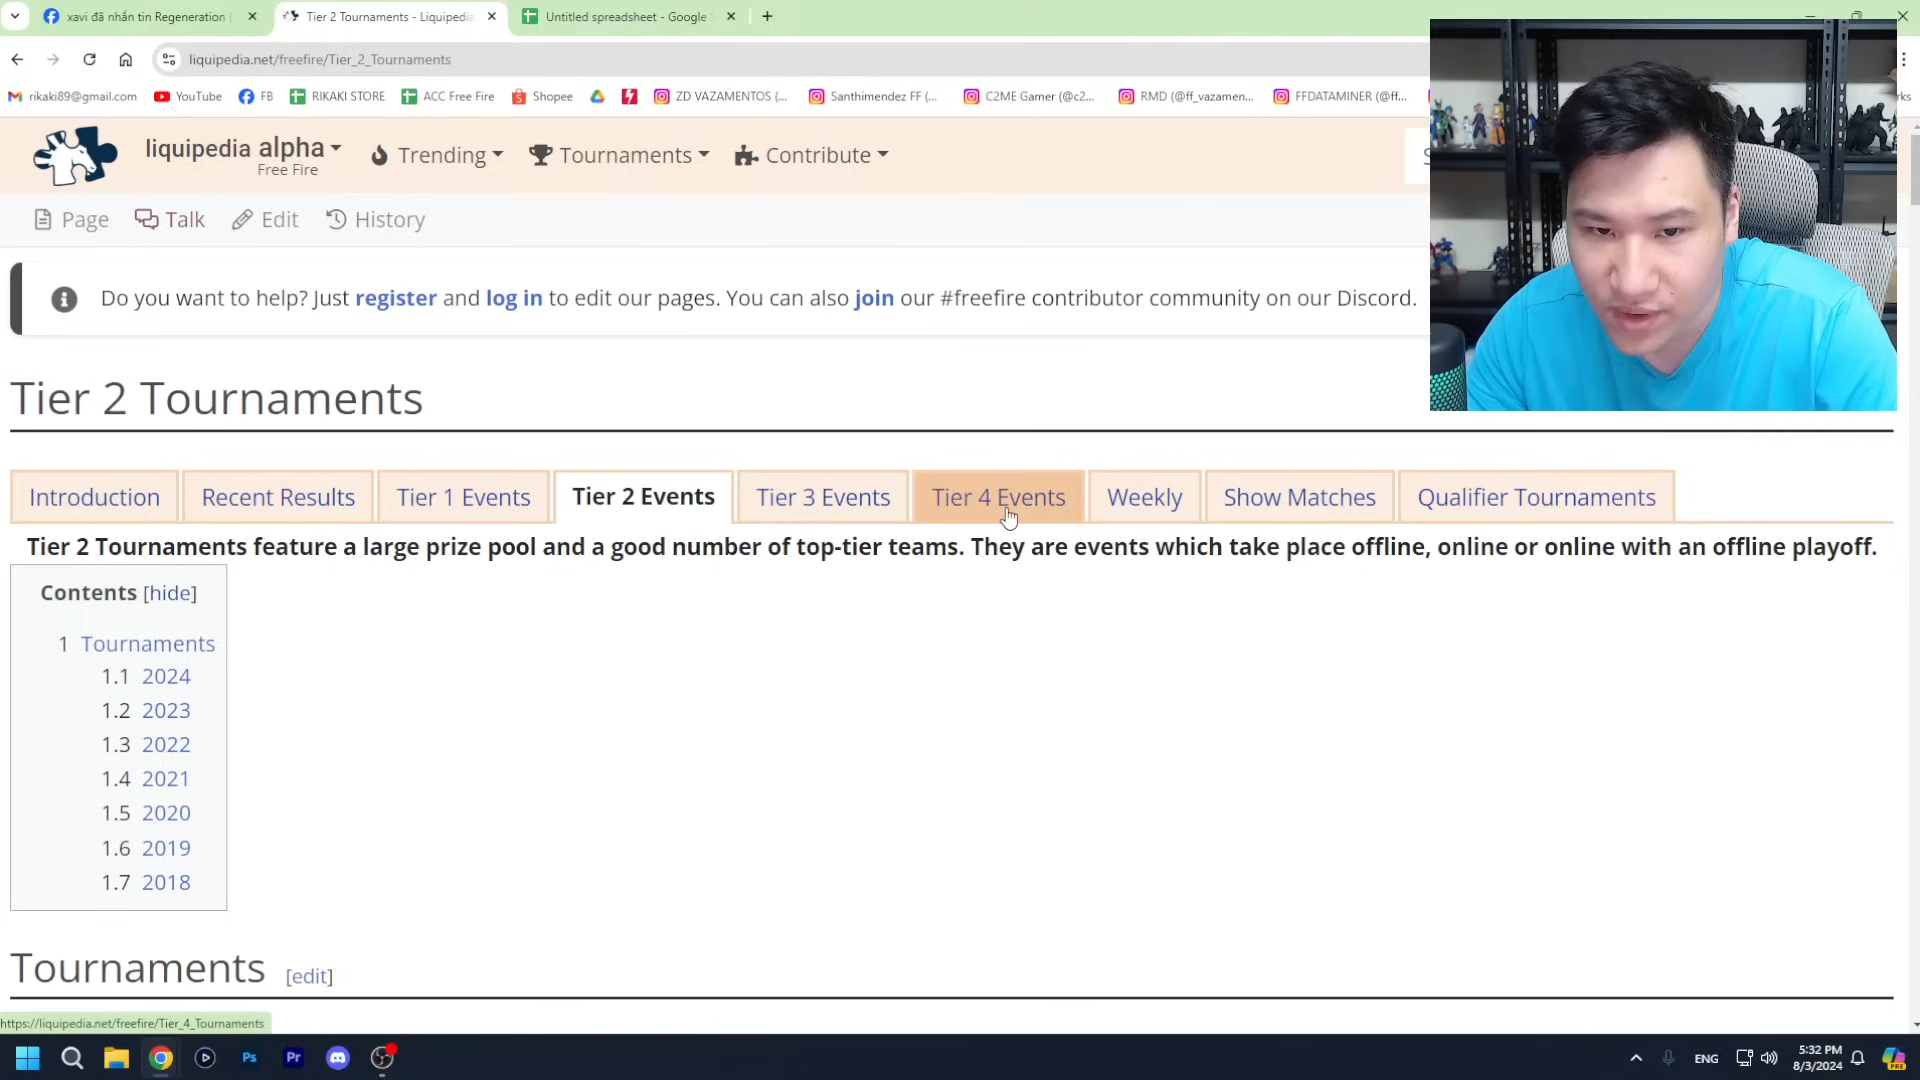 xavi đã nhắn tin Regeneration
Tier 2 Tournaments - Liquipedia
Untitled spreadsheet - Google
liquipedia.net/freefire/Tier_2_Tournaments
rikaki89@gmail.com
YouTube
FB
RIKAKI STORE
ACC Free Fire
Shopee
ZD VAZAMENTOS (...
Santhimendez FF (...
C2ME Gamer (@c2...
RMD (@ff_vazamen...
FFDATAMINER (@ff...
liquipedia alpha
Free Fire
Trending
Tournaments
Contribute
Page
Talk
Edit
History
Do you want to help? Just register and log in to edit our pages. You can also join our #freefire contributor community on our Discord.
Tier 2 Tournaments
Introduction
Recent Results
Tier 1 Events
Tier 2 Events
Tier 3 Events
Tier 4 Events
Weekly
Show Matches
Qualifier Tournaments
Tier 2 Tournaments feature a large prize pool and a good number of top-tier teams. They are events which take place offline, online or online with an offline playoff.
Contents [hide]
1 Tournaments
1.1 2024
1.2 2023
1.3 2022
1.4 2021
1.5 2020
1.6 2019
1.7 2018
Tournaments [edit]
https://liquipedia.net/freefire/Tier_4_Tournaments
Ps
Pr
ENG
5:32 PM
8/3/2024
PRE